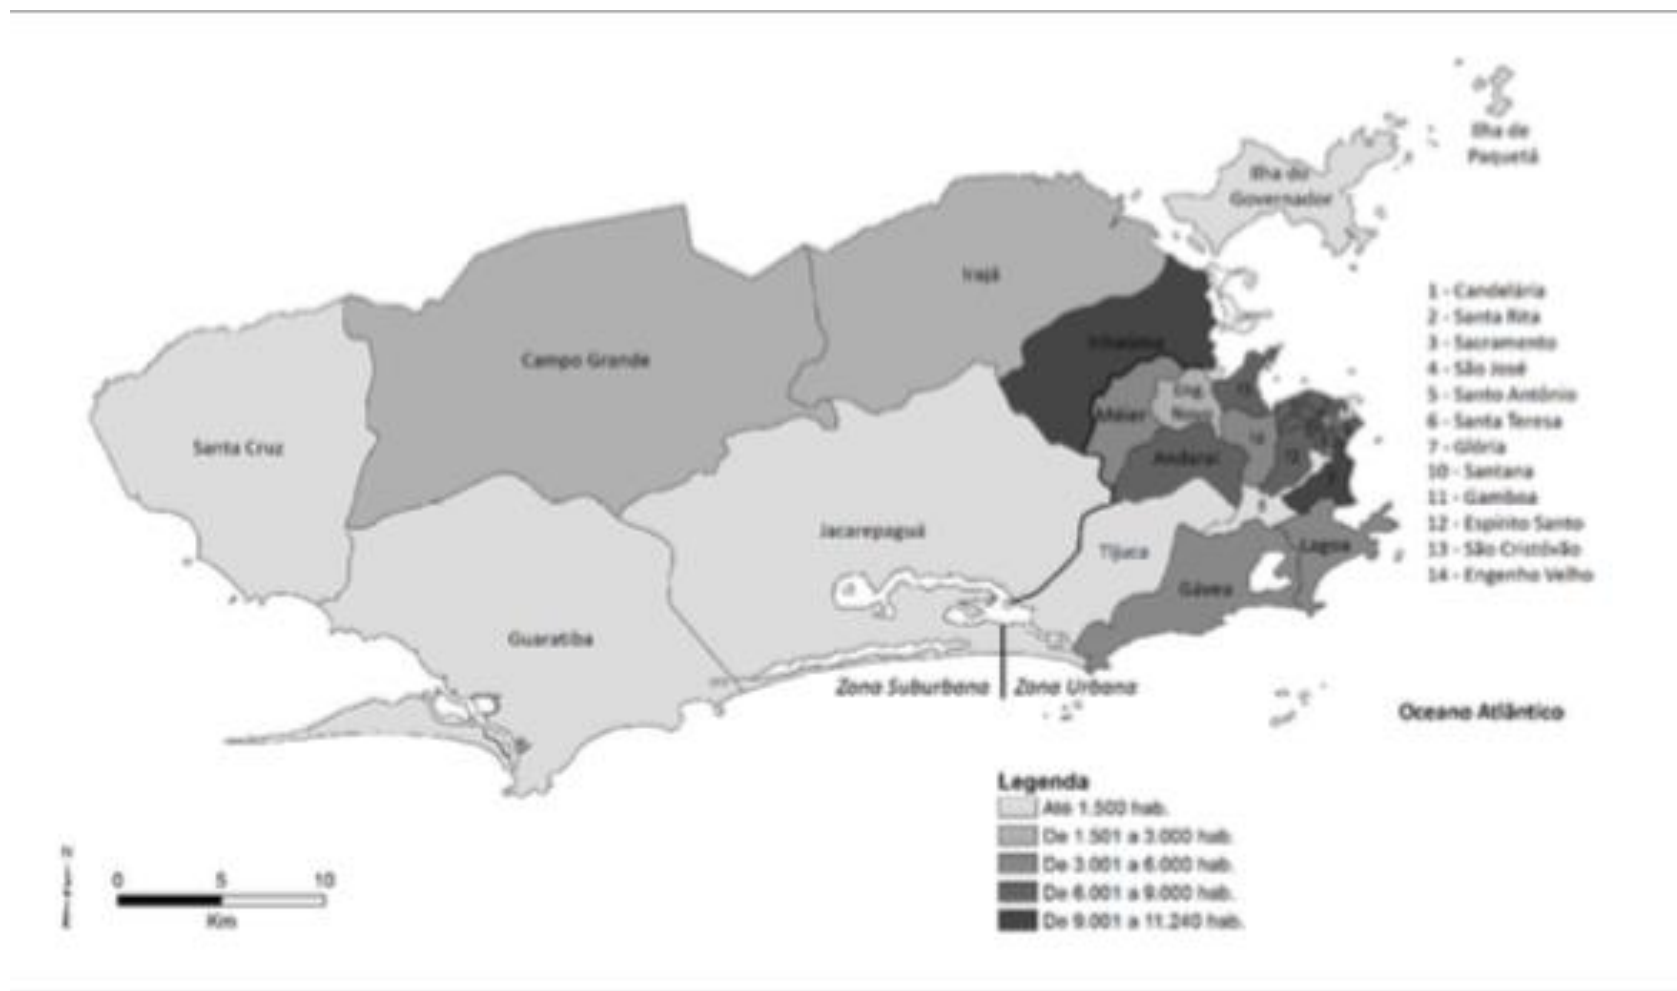 Ilha de
Paquetá
Ilha do
Governador
Irajá
Inhaúma
Campo Grande
Eng.
Novo
Méier
13
14
12
Andaraí
Santa Cruz
Jacarepaguá
Tijuca
Lagoa
Gávea
Guaratiba
1 - Candelária
2 - Santa Rita
3 - Sacramento
4 - São José
5 - Santo Antônio
6 - Santa Teresa
7 - Glória
10 - Santana
11 - Gamboa
12 - Espírito Santo
13 - São Cristóvão
14 - Engenho Velho
Zona Suburbana
Zona Urbana
Oceano Atlântico
Legenda
Até 1.500 hab.
De 1.501 a 3.000 hab.
De 3.001 a 6.000 hab.
De 6.001 a 9.000 hab.
De 9.001 a 11.240 hab.
N
0 5 10
Km